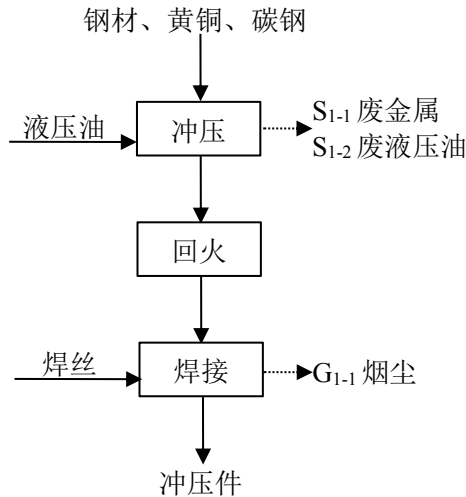 钢材、黄铜、碳钢
液压油
冲压
S1-1 废金属
S1-2 废液压油
回火
焊丝
焊接
G1-1 烟尘
冲压件